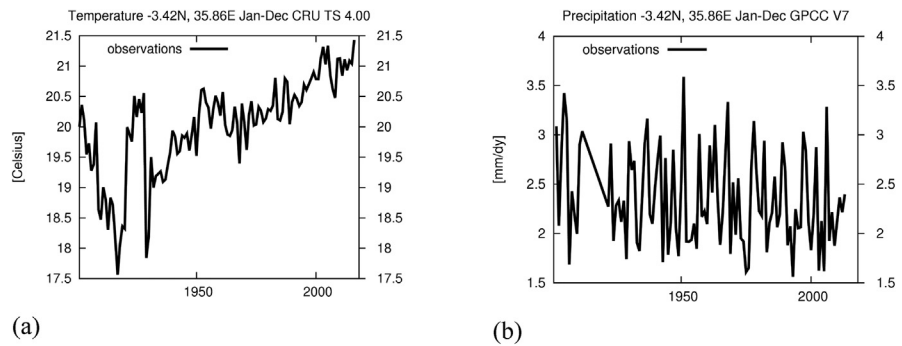 Temperature -3.42N, 35.86E Jan-Dec CRU TS 4.00
21.5 21.5
observations
21 21
20.5 20.5
20 20
[Celsius]
19.5 19.5
19 19
18.5 18.5
18 18
17.5 17.5
1950 2000
(a)
Precipitation -3.42N, 35.86E Jan-Dec GPCC V7
4 4
observations
3.5 3.5
3 3
[mm/dy]
2.5 2.5
2 2
1.5 1.5
1950 2000
(b)